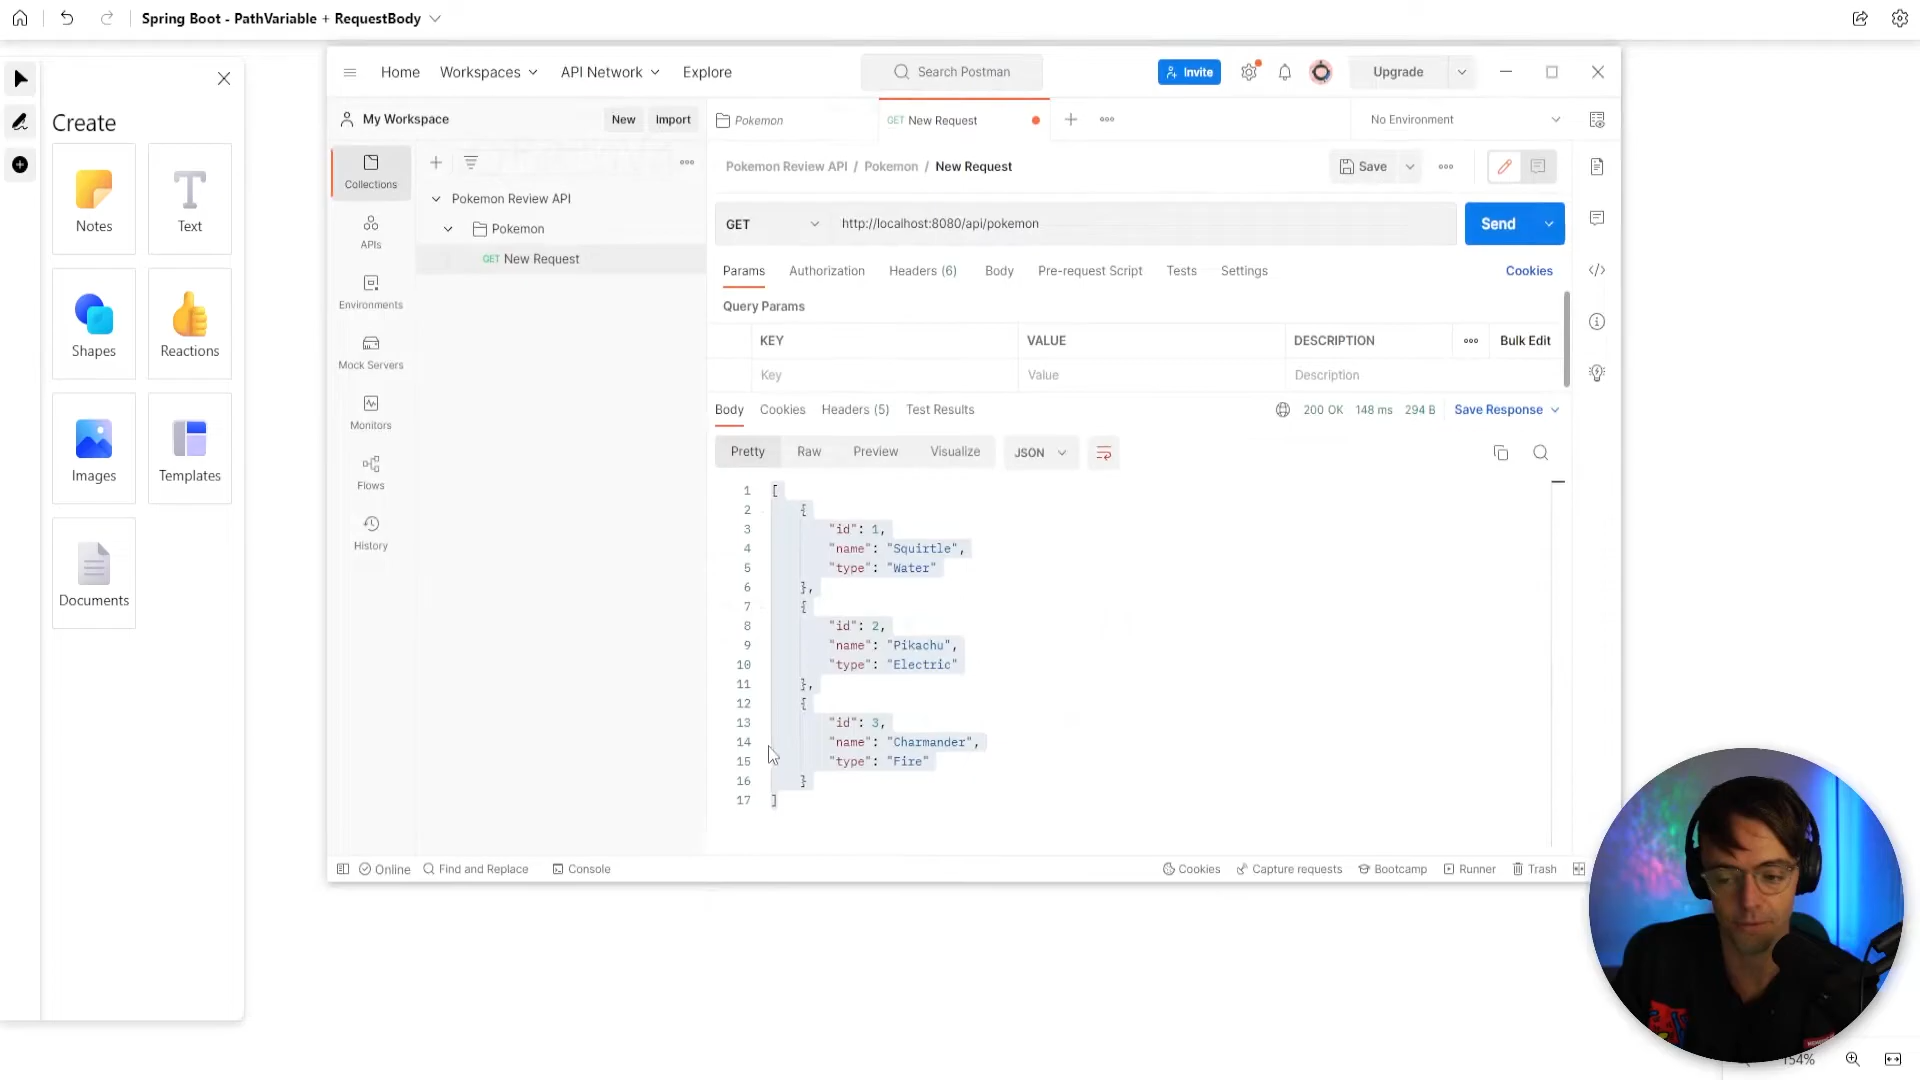 Spring Boot - PathVariable + RequestBody
Create
Notes
Text
Shapes
Reactions
Images
Templates
Documents
Home
Workspaces
API Network
Explore
Search Postman
Invite
Upgrade
My Workspace
New
Import
Pokemon
GET New Request
No Environment
Collections
APIs
Environments
Mock Servers
Monitors
Flows
History
Pokemon Review API
Pokemon
GET New Request
Pokemon Review API / Pokemon / New Request
Save
GET
http://localhost:8080/api/pokemon
Send
Params
Authorization
Headers (6)
Body
Pre-request Script
Tests
Settings
Cookies
Query Params
KEY
VALUE
DESCRIPTION
Bulk Edit
Key
Value
Description
Body
Cookies
Headers (5)
Test Results
200 OK
148 ms
294 B
Save Response
Pretty
Raw
Preview
Visualize
JSON
1 [
2 {
3 "id": 1,
4 "name": "Squirtle",
5 "type": "Water"
6 },
7 {
8 "id": 2,
9 "name": "Pikachu",
10 "type": "Electric"
11 },
12 {
13 "id": 3,
14 "name": "Charmander",
15 "type": "Fire"
16 }
17 ]
Online
Find and Replace
Console
Cookies
Capture requests
Bootcamp
Runner
Trash
154%